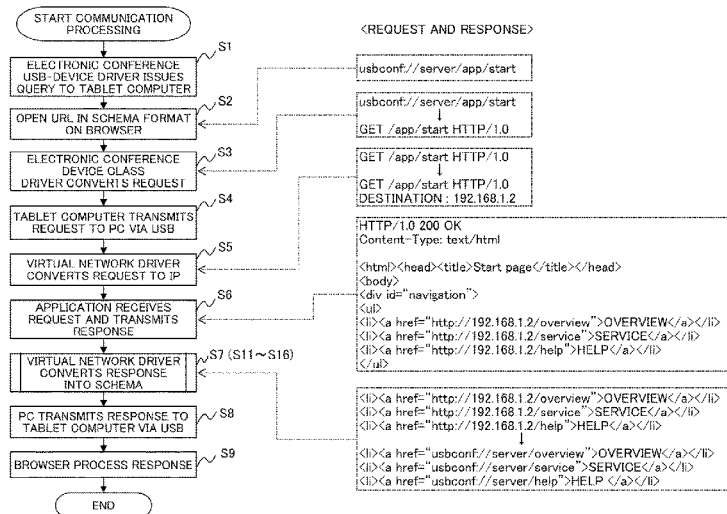 START COMMUNICATION
PROCESSING
S1
ELECTRONIC CONFERENCE
USB-DEVICE DRIVER ISSUES
QUERY TO TABLET COMPUTER
S2
OPEN URL IN SCHEMA FORMAT
ON BROWSER
S3
ELECTRONIC CONFERENCE
DEVICE CLASS
DRIVER CONVERTS REQUEST
S4
TABLET COMPUTER TRANSMITS
REQUEST TO PC VIA USB
S5
VIRTUAL NETWORK DRIVER
CONVERTS REQUEST TO IP
S6
APPLICATION RECEIVES
REQUEST AND TRANSMITS
RESPONSE
S7 (S11～S16)
VIRTUAL NETWORK DRIVER
CONVERTS RESPONSE
INTO SCHEMA
S8
PC TRANSMITS RESPONSE TO
TABLET COMPUTER VIA USB
S9
BROWSER PROCESS RESPONSE
END
<REQUEST AND RESPONSE>
usbconf://server/app/start
usbconf://server/app/start
↓
GET /app/start HTTP/1.0
GET /app/start HTTP/1.0
↓
GET /app/start HTTP/1.0
DESTINATION : 192.168.1.2
HTTP/1.0 200 OK
Content-Type: text/html
<html><head><title>Start page</title></head>
<body>
<div id="navigation">
<ul>
<li><a href="http://192.168.1.2/overview">OVERVIEW</a></li>
<li><a href="http://192.168.1.2/service">SERVICE</a></li>
<li><a href="http://192.168.1.2/help">HELP</a></li>
</ul>
<li><a href="http://192.168.1.2/overview">OVERVIEW</a></li>
<li><a href="http://192.168.1.2/service">SERVICE</a></li>
<li><a href="http://192.168.1.2/help">HELP</a></li>
↓
<li><a href="usbconf://server/overview">OVERVIEW</a></li>
<li><a href="usbconf://server/service">SERVICE</a></li>
<li><a href="usbconf://server/help">HELP </a></li>